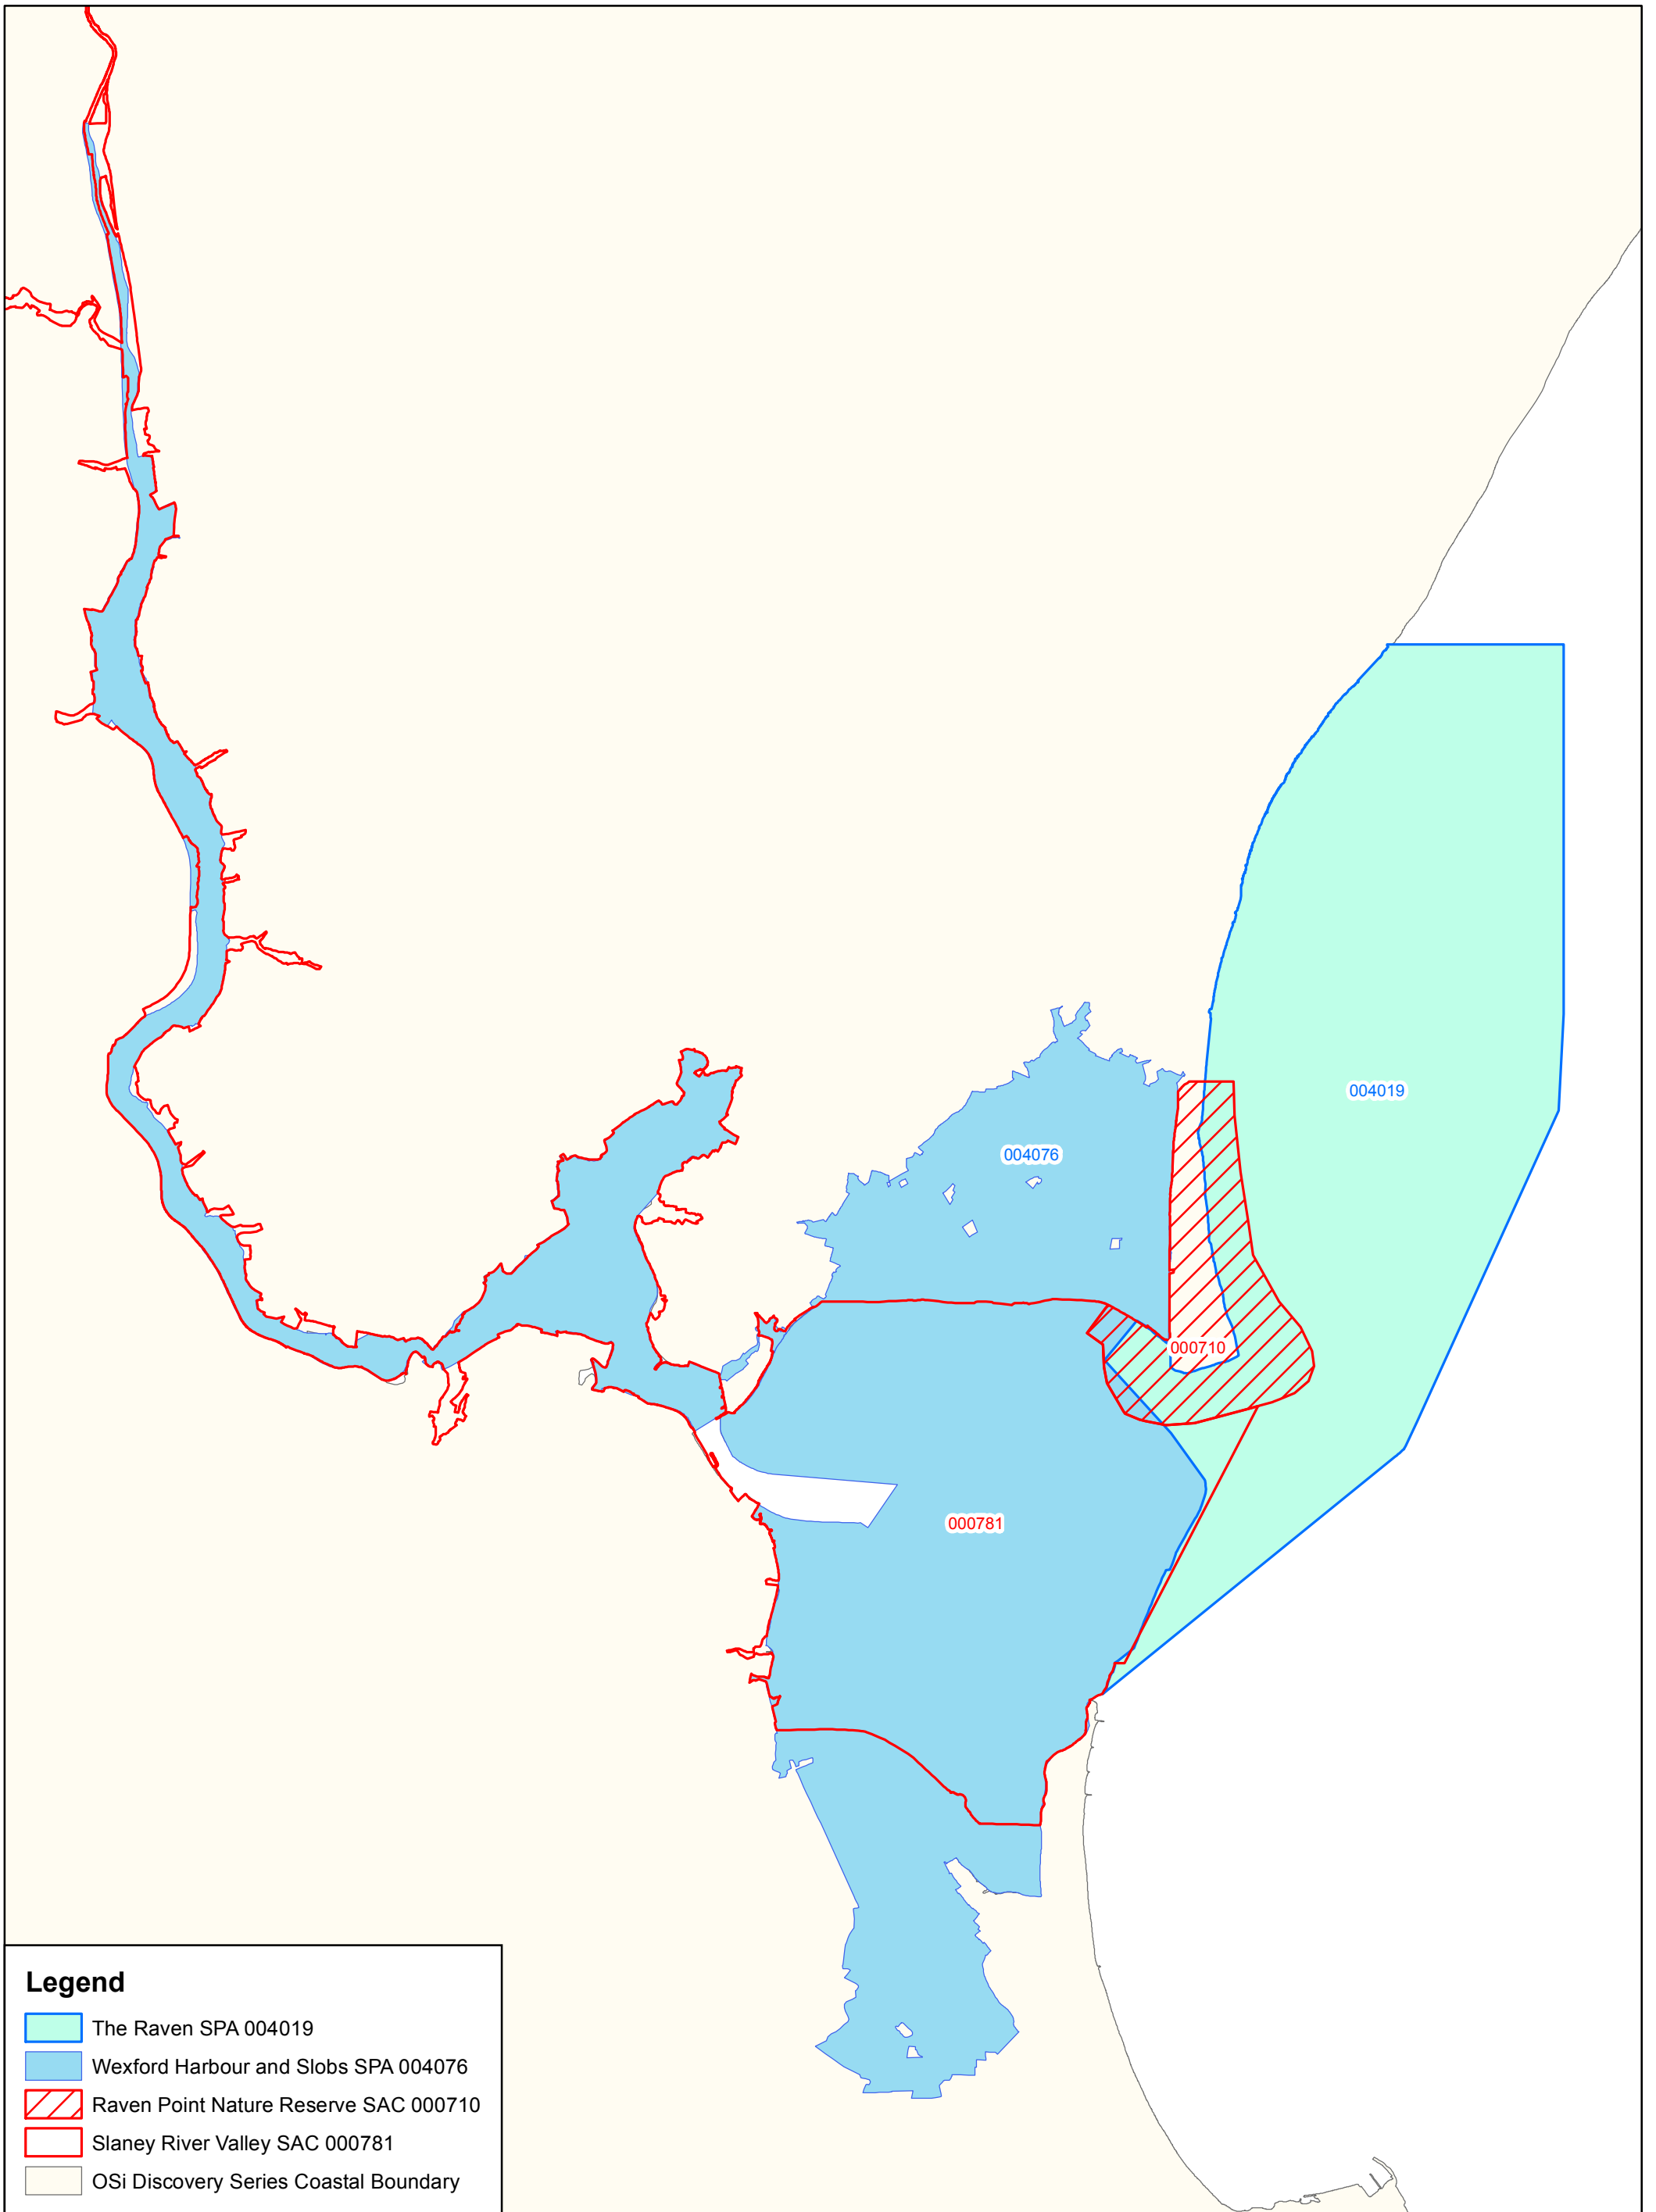 004019
004076
000710
000781
Legend
The Raven SPA 004019
Wexford Harbour and Slobs SPA 004076
Raven Point Nature Reserve SAC 000710
Slaney River Valley SAC 000781
OSi Discovery Series Coastal Boundary